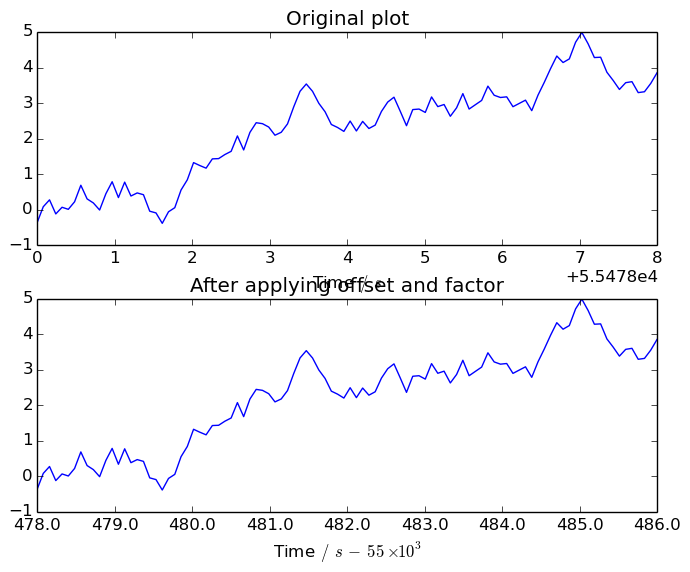 Original plot
5
4
3
2
1
0
−1
0 1 2 3 4 5 6 7 8
Time / s
+5.5478e4
After applying offset and factor
5
4
3
2
1
0
−1
478.0 479.0 480.0 481.0 482.0 483.0 484.0 485.0 486.0
Time / s − 55 ×10³